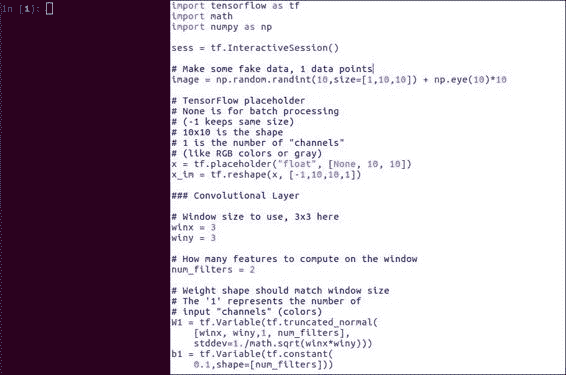 In [1]:
import tensorflow as tf
import math
import numpy as np
sess = tf.InteractiveSession()
# Make some fake data, 1 data points
image = np.random.randint(10,size=[1,10,10]) + np.eye(10)*10
# TensorFlow placeholder
# None is for batch processing
# (-1 keeps same size)
# 10x10 is the shape
# 1 is the number of "channels"
# (like RGB colors or gray)
x = tf.placeholder("float", [None, 10, 10])
x_im = tf.reshape(x, [-1,10,10,1])
### Convolutional Layer
# Window size to use, 3x3 here
winx = 3
winy = 3
# How many features to compute on the window
num_filters = 2
# Weight shape should match window size
# The '1' represents the number of
# input "channels" (colors)
W1 = tf.Variable(tf.truncated_normal(
    [winx, winy,1, num_filters],
    stddev=1./math.sqrt(winx*winy)))
b1 = tf.Variable(tf.constant(
    0.1,shape=[num_filters]))